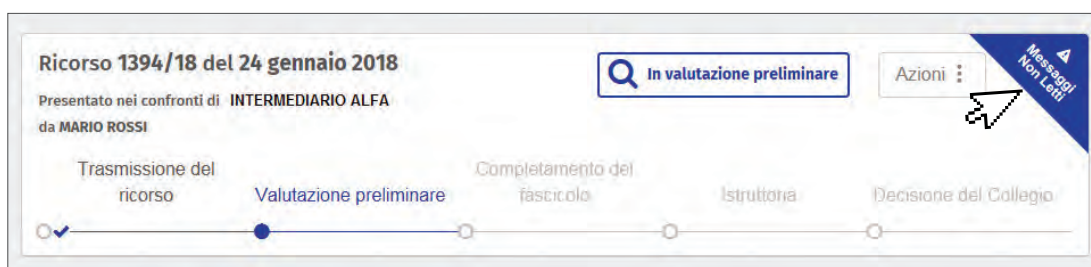 Ricorso 1394/18 del 24 gennaio 2018
Presentato nei confronti di INTERMEDIARIO ALFA
da MARIO ROSSI
In valutazione preliminare
Azioni
Messaggi
Non Letti
Trasmissione del
ricorso
Valutazione preliminare
Completamento del
fascicolo
Istruttoria
Decisione del Collegio